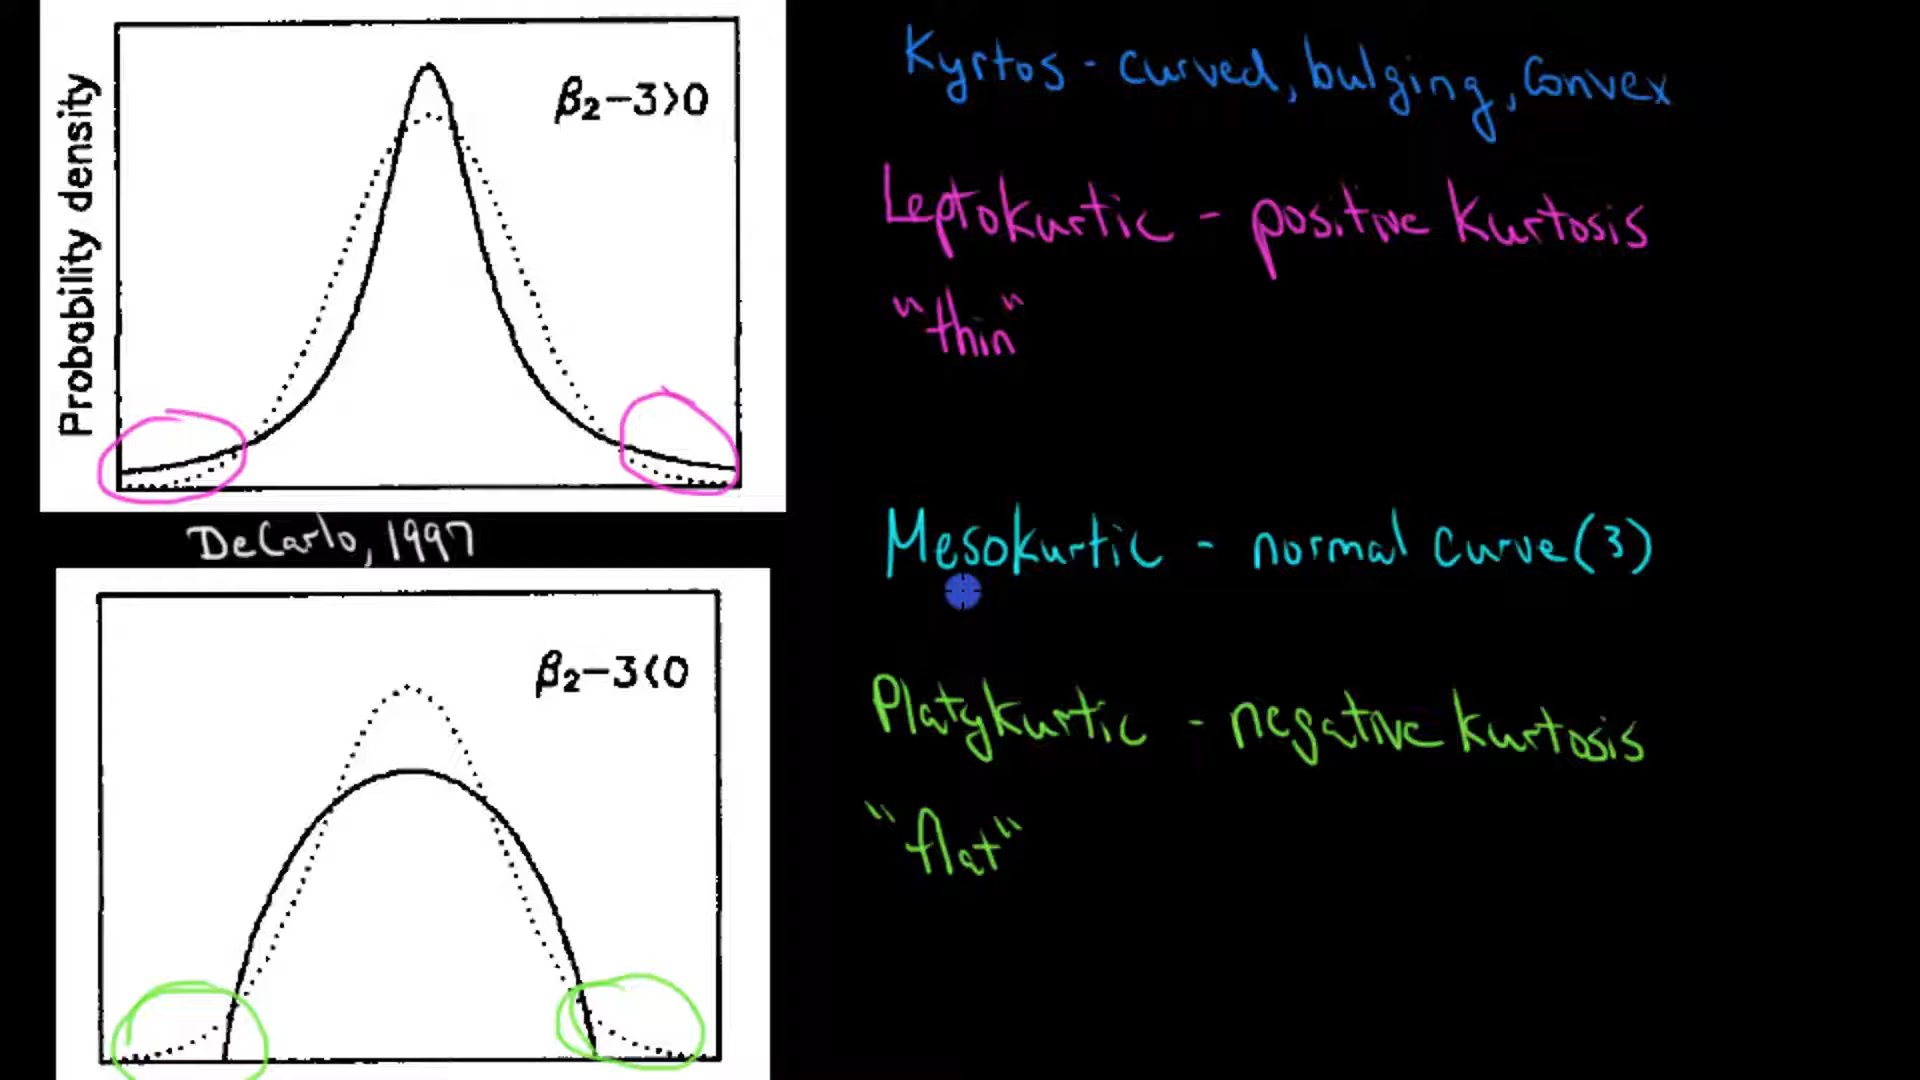 Probability density
β₂−3>0
DeCarlo, 1997
β₂−3<0
Kyrtos - curved, bulging, Convex
Leptokurtic - positive Kurtosis
"thin"
Mesokurtic - normal curve (3)
Platykurtic - negative kurtosis
"flat"